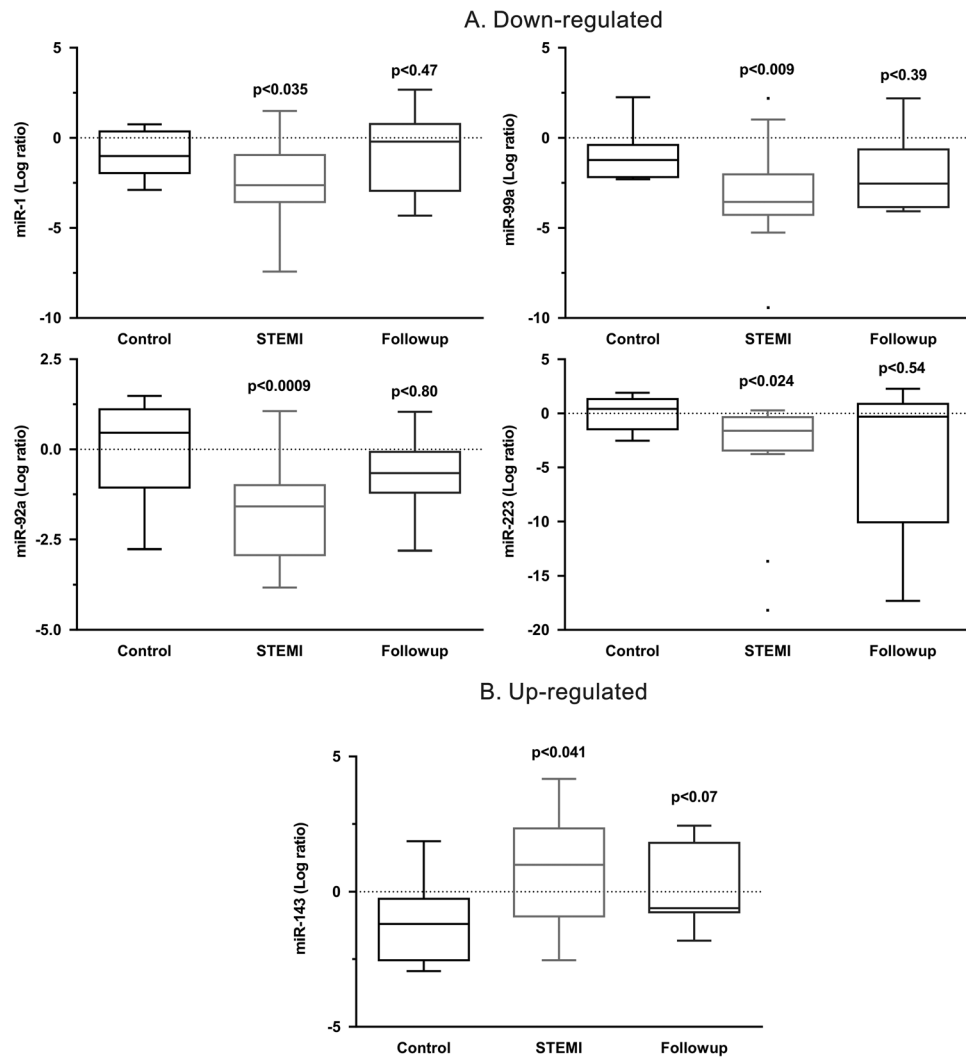 A. Down-regulated
miR-1 (Log ratio)
5
0
-5
-10
p<0.035
p<0.47
Control STEMI Followup
miR-99a (Log ratio)
5
0
-5
-10
p<0.009
p<0.39
Control STEMI Followup
miR-92a (Log ratio)
2.5
0.0
-2.5
-5.0
p<0.0009
p<0.80
Control STEMI Followup
miR-223 (Log ratio)
5
0
-5
-10
-15
-20
p<0.024
p<0.54
Control STEMI Followup
B. Up-regulated
miR-143 (Log ratio)
5
0
-5
p<0.041
p<0.07
Control STEMI Followup